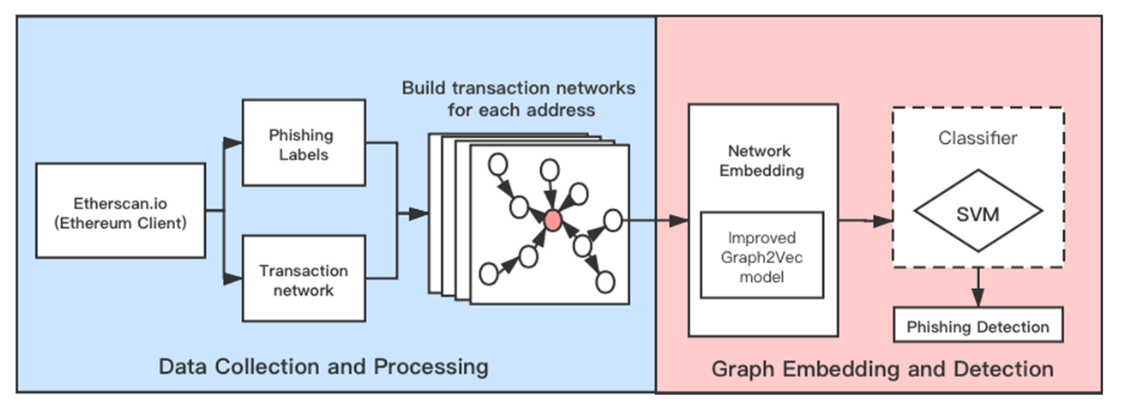 Etherscan.io
(Ethereum Client)
Phishing
Labels
Transaction
network
Build transaction networks
for each address
Data Collection and Processing
Network
Embedding
Improved
Graph2Vec
model
Classifier
SVM
Phishing Detection
Graph Embedding and Detection